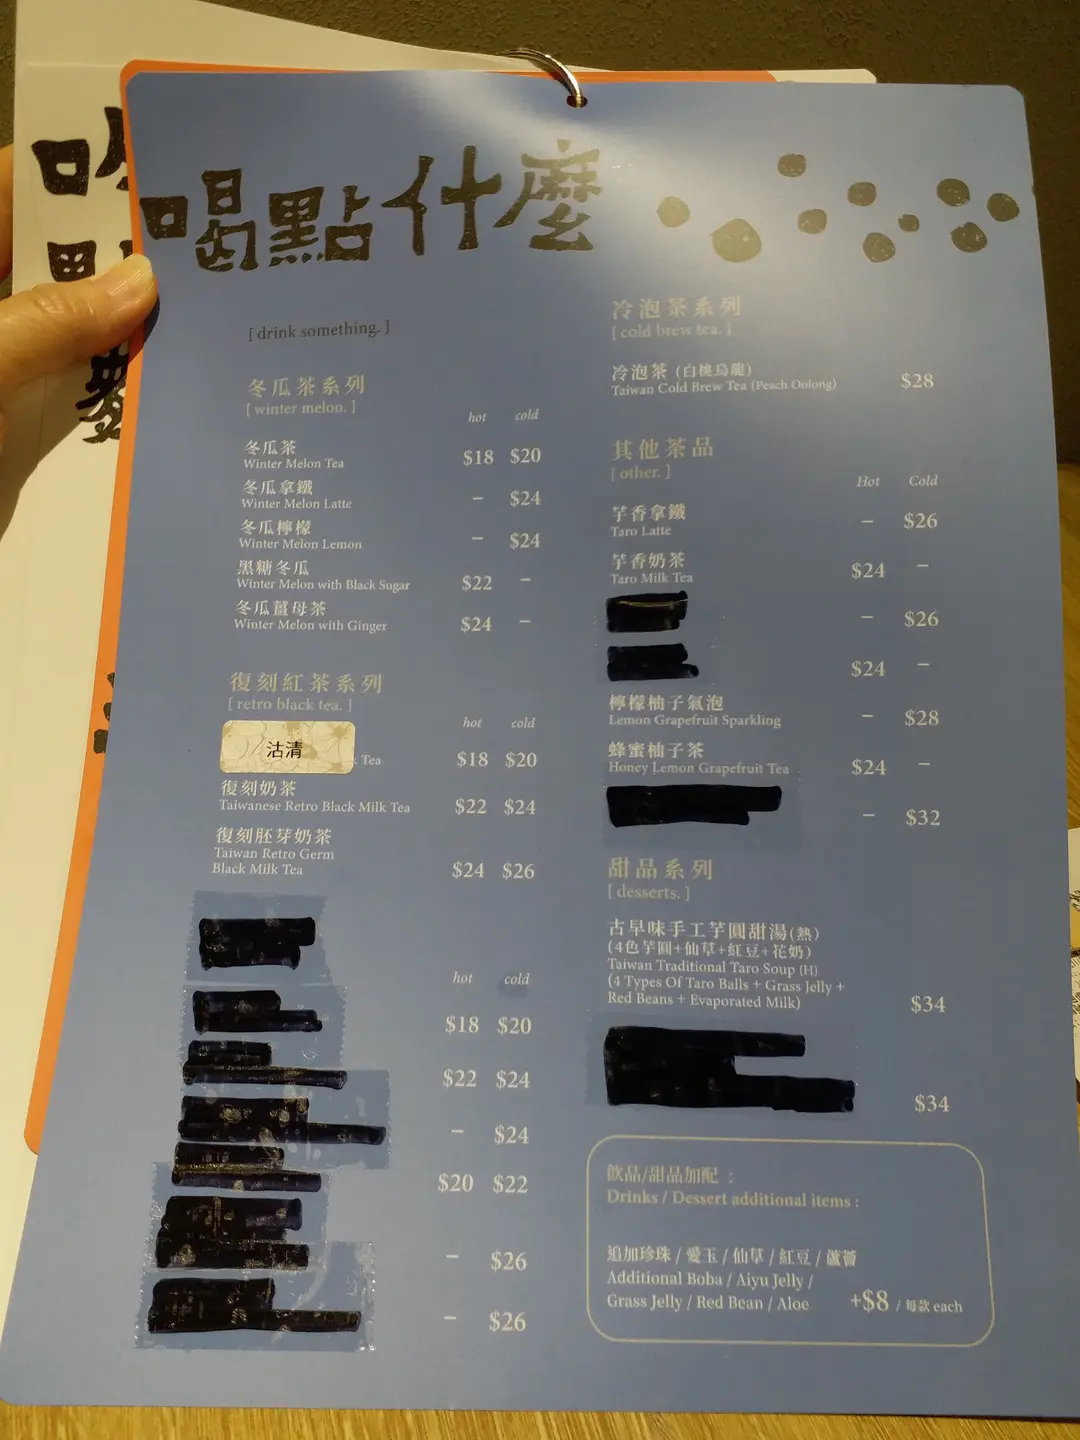 喝點什麼
[ drink something. ]
冬瓜茶系列
[ winter melon. ]
hot cold
冬瓜茶
Winter Melon Tea $18 $20
冬瓜拿鐵
Winter Melon Latte – $24
冬瓜檸檬
Winter Melon Lemon – $24
黑糖冬瓜
Winter Melon with Black Sugar $22 –
冬瓜薑母茶
Winter Melon with Ginger $24 –
復刻紅茶系列
[ retro black tea. ]
hot cold
沽清
Tea $18 $20
復刻奶茶
Taiwanese Retro Black Milk Tea $22 $24
復刻胚芽奶茶
Taiwan Retro Germ
Black Milk Tea $24 $26
hot cold
$18 $20
$22 $24
– $24
$20 $22
– $26
– $26
冷泡茶系列
[ cold brew tea. ]
冷泡茶 (白桃烏龍)
Taiwan Cold Brew Tea (Peach Oolong) $28
其他茶品
[ other. ]
Hot Cold
芋香拿鐵
Taro Latte – $26
芋香奶茶
Taro Milk Tea $24 –
– $26
$24 –
檸檬柚子氣泡
Lemon Grapefruit Sparkling – $28
蜂蜜柚子茶
Honey Lemon Grapefruit Tea $24 –
– $32
甜品系列
[ desserts. ]
古早味手工芋圓甜湯(熱)
(4色芋圓+仙草+紅豆+花奶)
Taiwan Traditional Taro Soup (H)
(4 Types Of Taro Balls + Grass Jelly +
Red Beans + Evaporated Milk) $34
$34
飲品/甜品加配 :
Drinks / Dessert additional items :
追加珍珠 / 愛玉 / 仙草 / 紅豆 / 蘆薈
Additional Boba / Aiyu Jelly /
Grass Jelly / Red Bean / Aloe +$8 / 每款 each